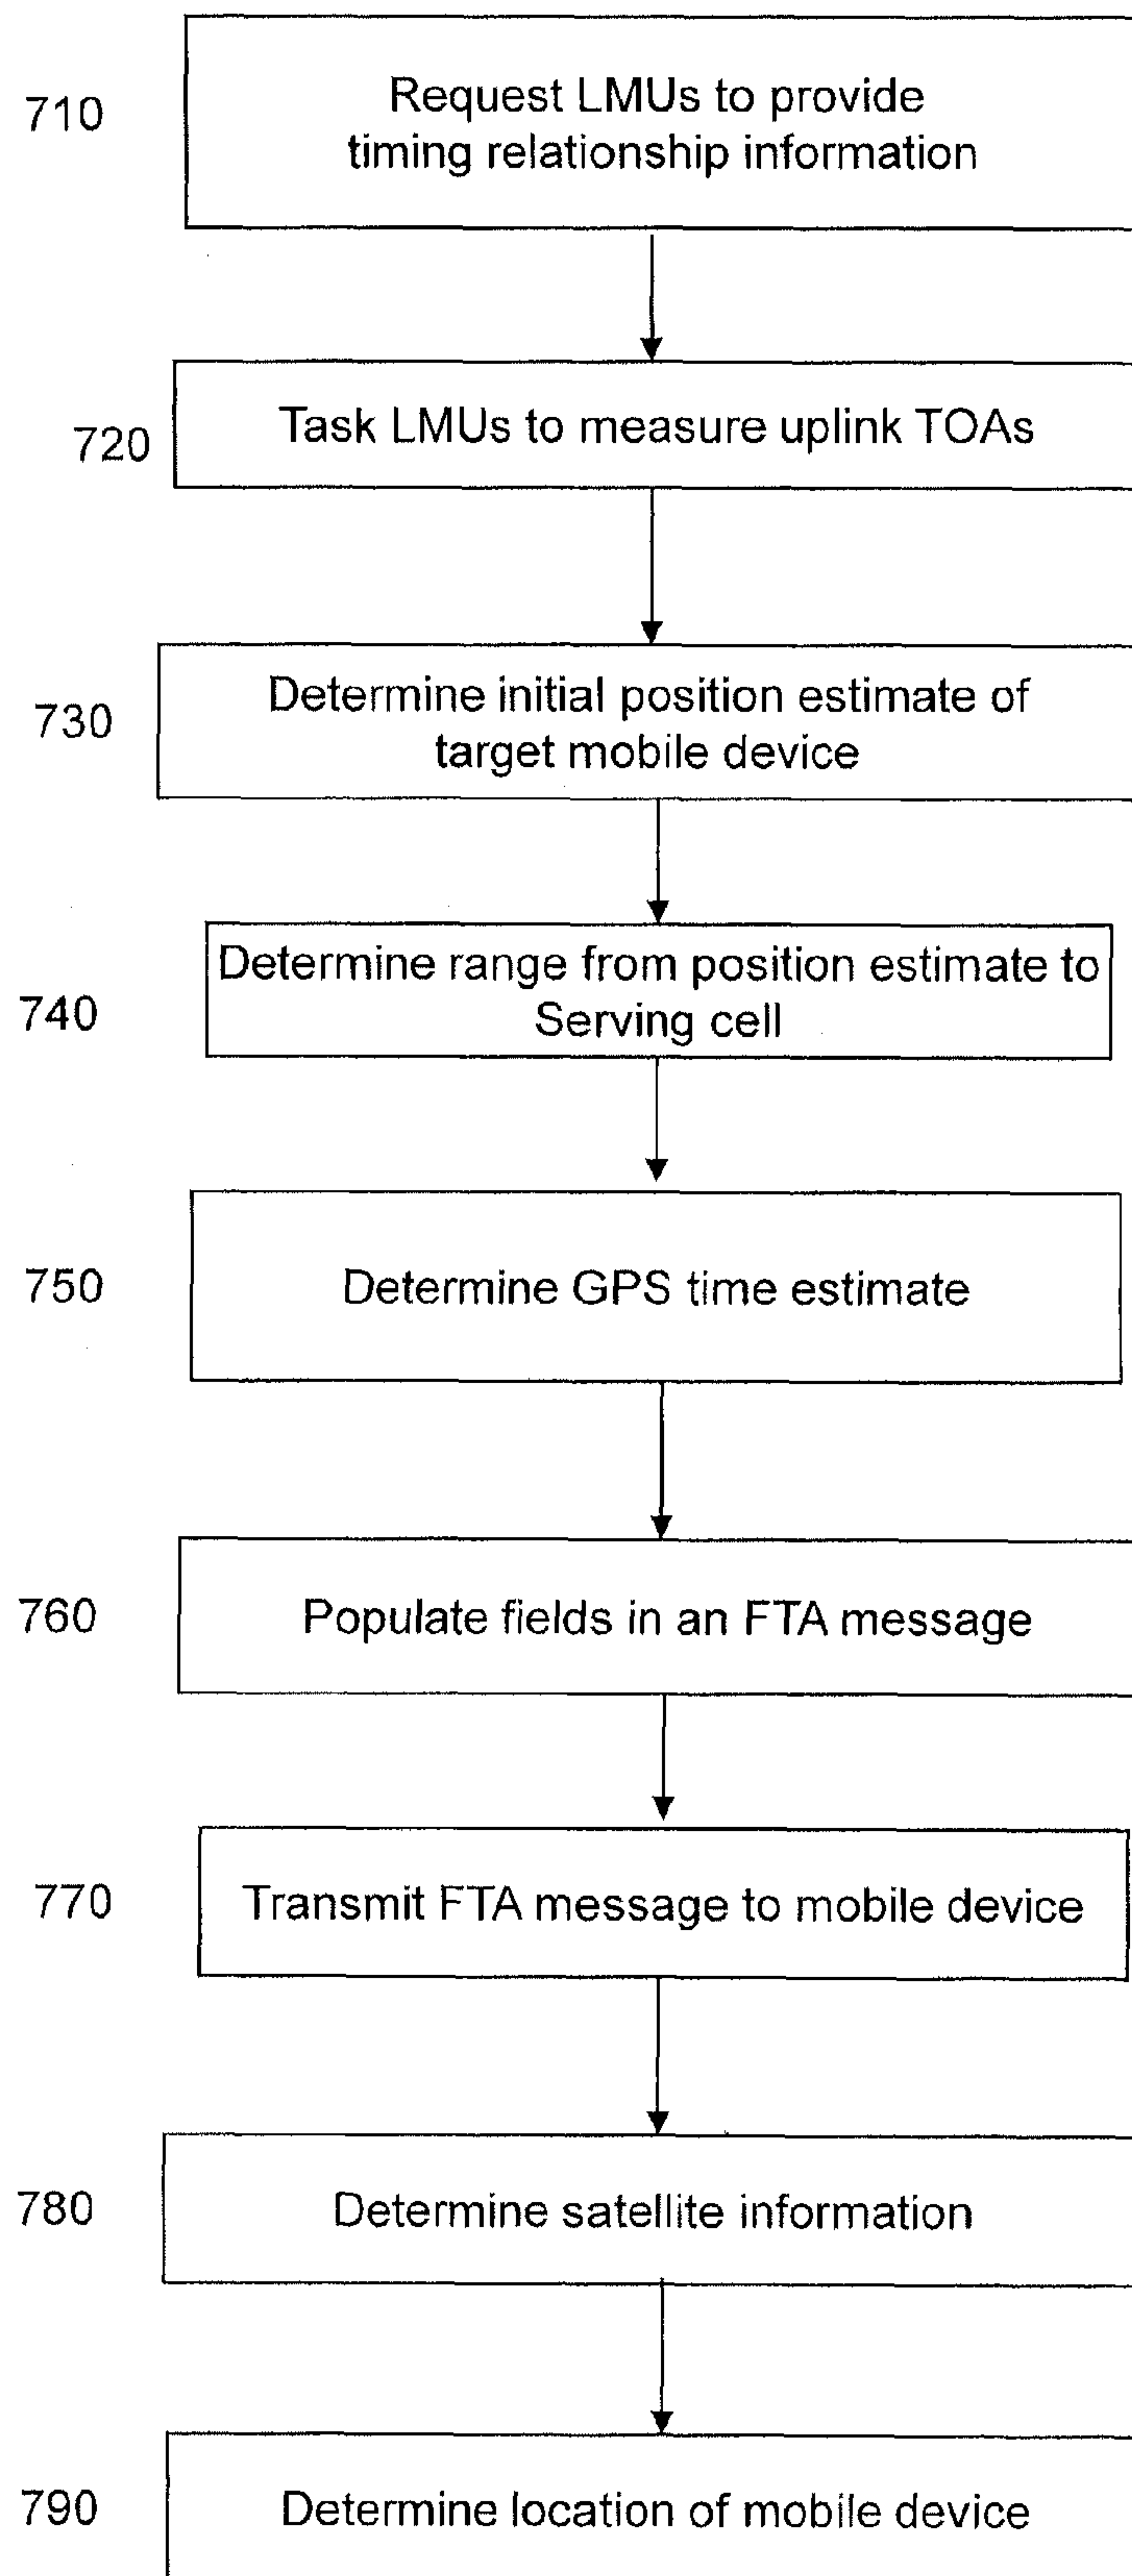 710
Request LMUs to provide
timing relationship information
720
Task LMUs to measure uplink TOAs
730
Determine initial position estimate of
target mobile device
740
Determine range from position estimate to
Serving cell
750
Determine GPS time estimate
760
Populate fields in an FTA message
770
Transmit FTA message to mobile device
780
Determine satellite information
790
Determine location of mobile device